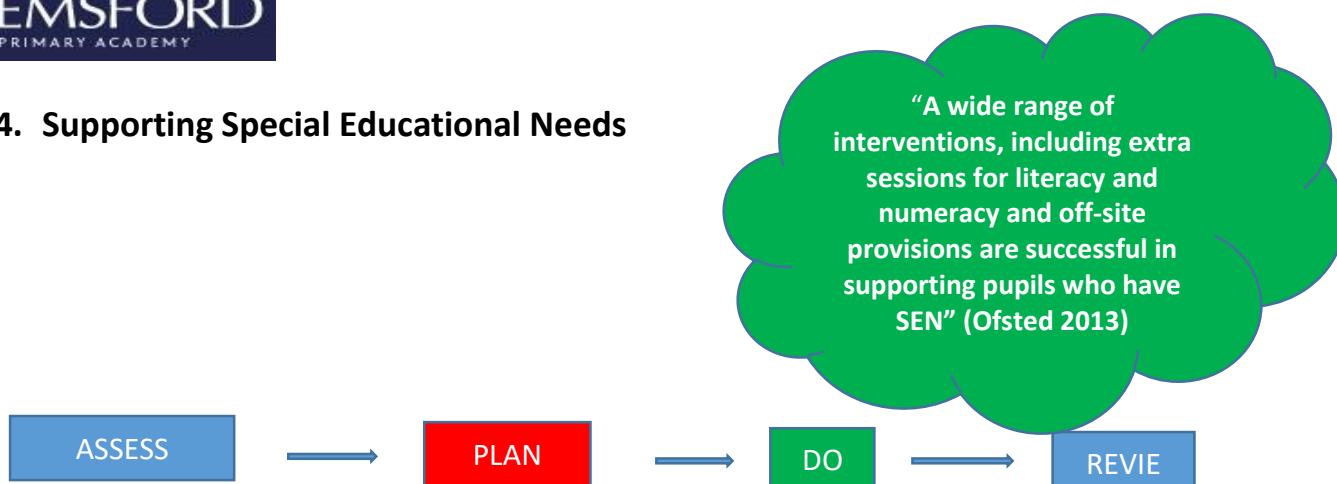 EMSFORD
PRIMARY ACADEMY
4. Supporting Special Educational Needs
“A wide range of
interventions, including extra
sessions for literacy and
numeracy and off-site
provisions are successful in
supporting pupils who have
SEN” (Ofsted 2013)
ASSESS
PLAN
DO
REVIE